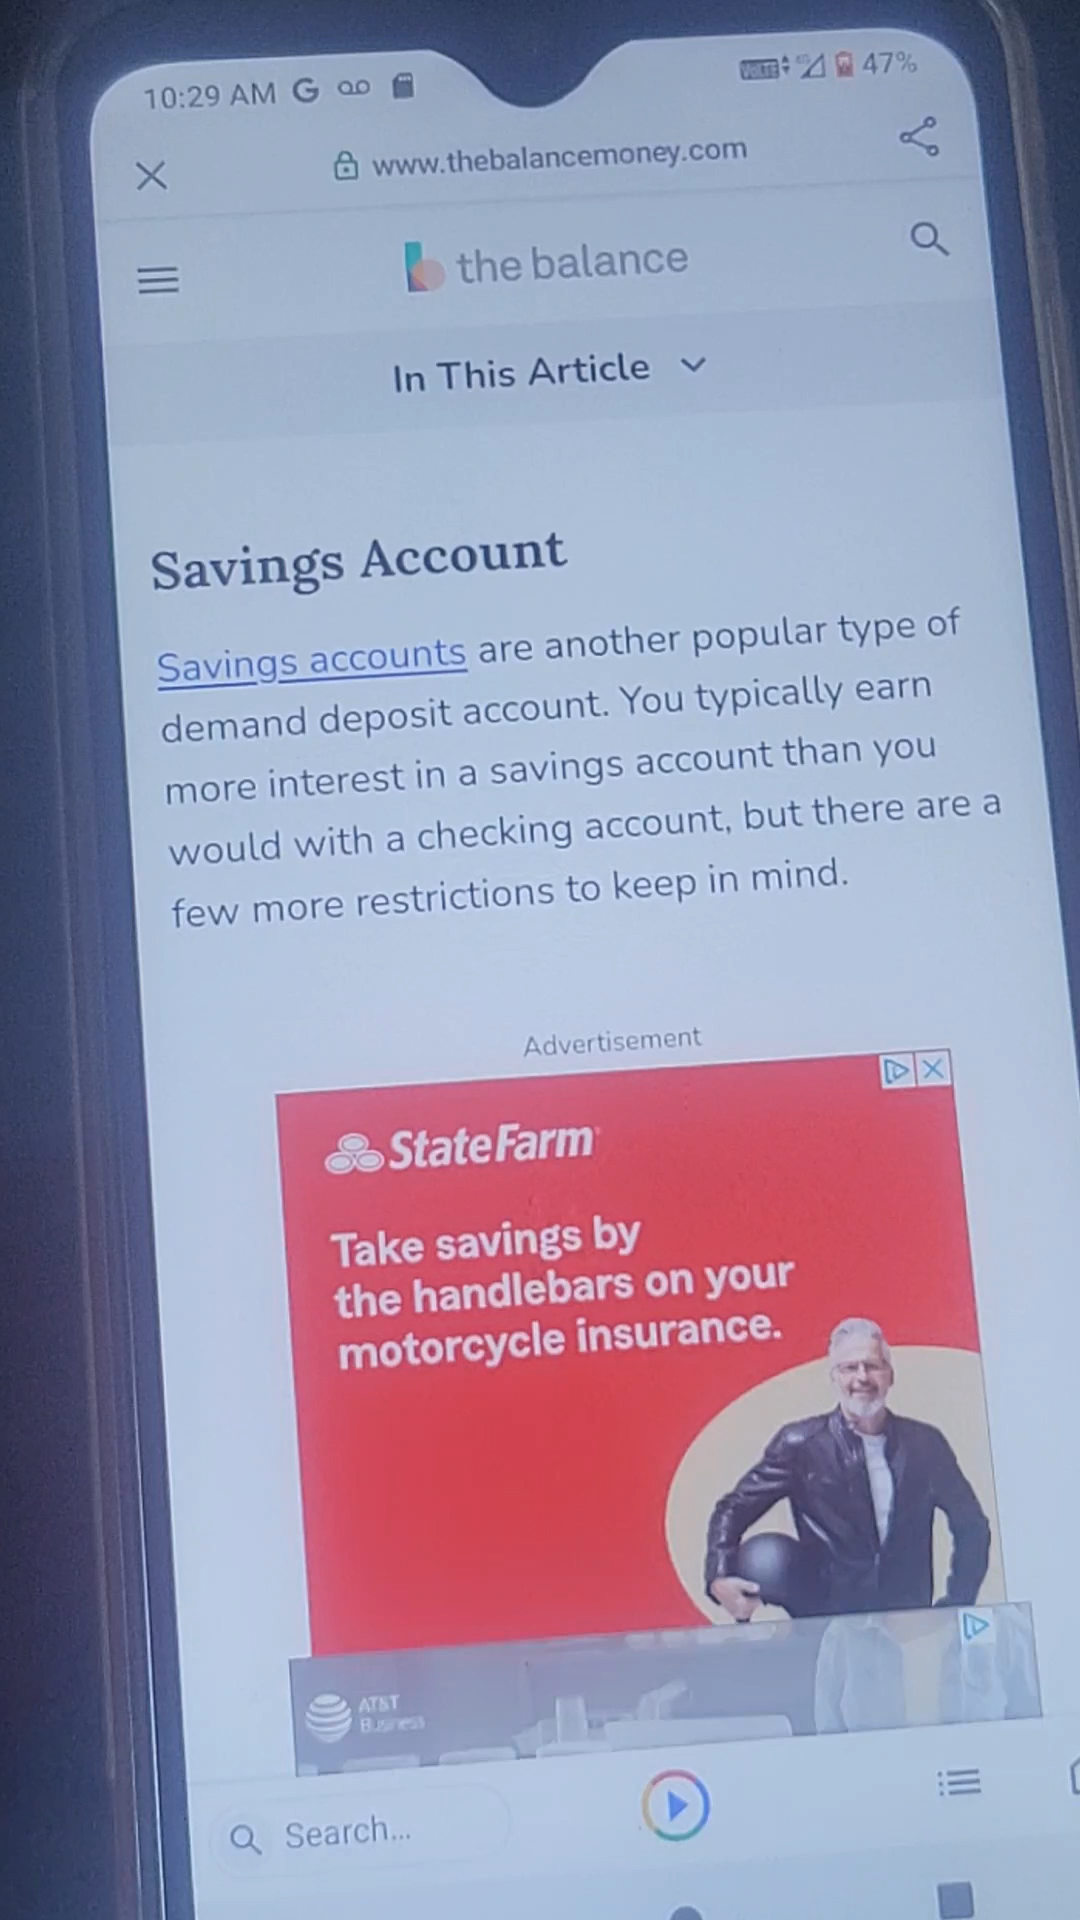 10:29 AM G
VoLTE 4G 47%
www.thebalancemoney.com
the balance
In This Article
Savings Account
Savings accounts are another popular type of
demand deposit account. You typically earn
more interest in a savings account than you
would with a checking account, but there are a
few more restrictions to keep in mind.
Advertisement
StateFarm
Take savings by
the handlebars on your
motorcycle insurance.
AT&T
Business
Search...